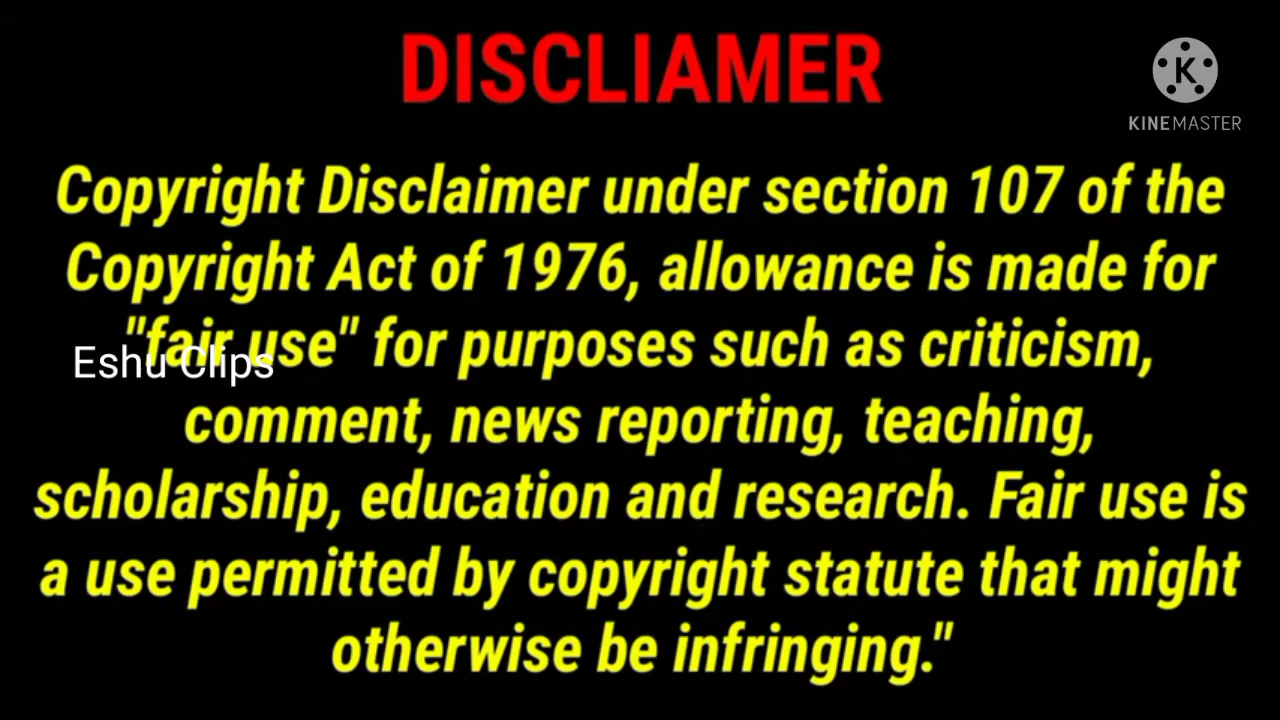 DISCLIAMER
KINEMASTER
Copyright Disclaimer under section 107 of the
Copyright Act of 1976, allowance is made for
"fair use" for purposes such as criticism,
Eshu Clips
comment, news reporting, teaching,
scholarship, education and research. Fair use is
a use permitted by copyright statute that might
otherwise be infringing."